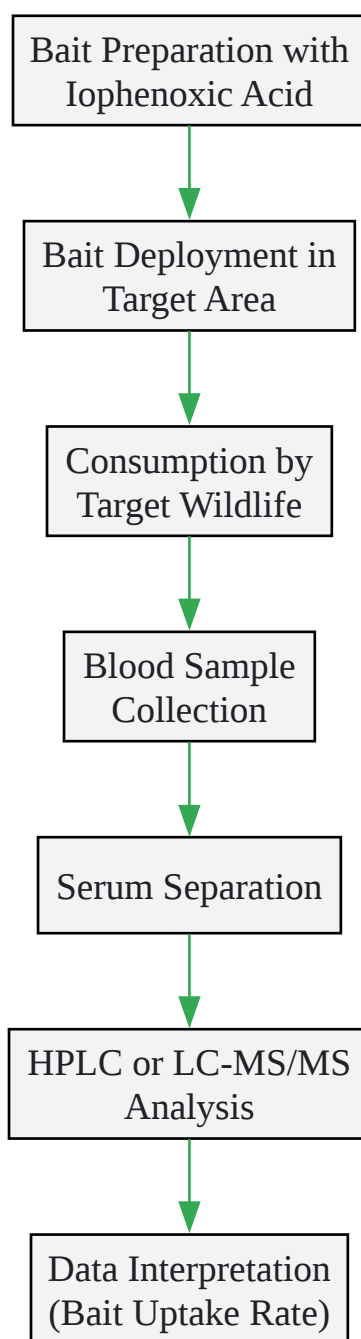 Bait Preparation with
Iophenoxic Acid
Bait Deployment in
Target Area
Consumption by
Target Wildlife
Blood Sample
Collection
Serum Separation
HPLC or LC-MS/MS
Analysis
Data Interpretation
(Bait Uptake Rate)